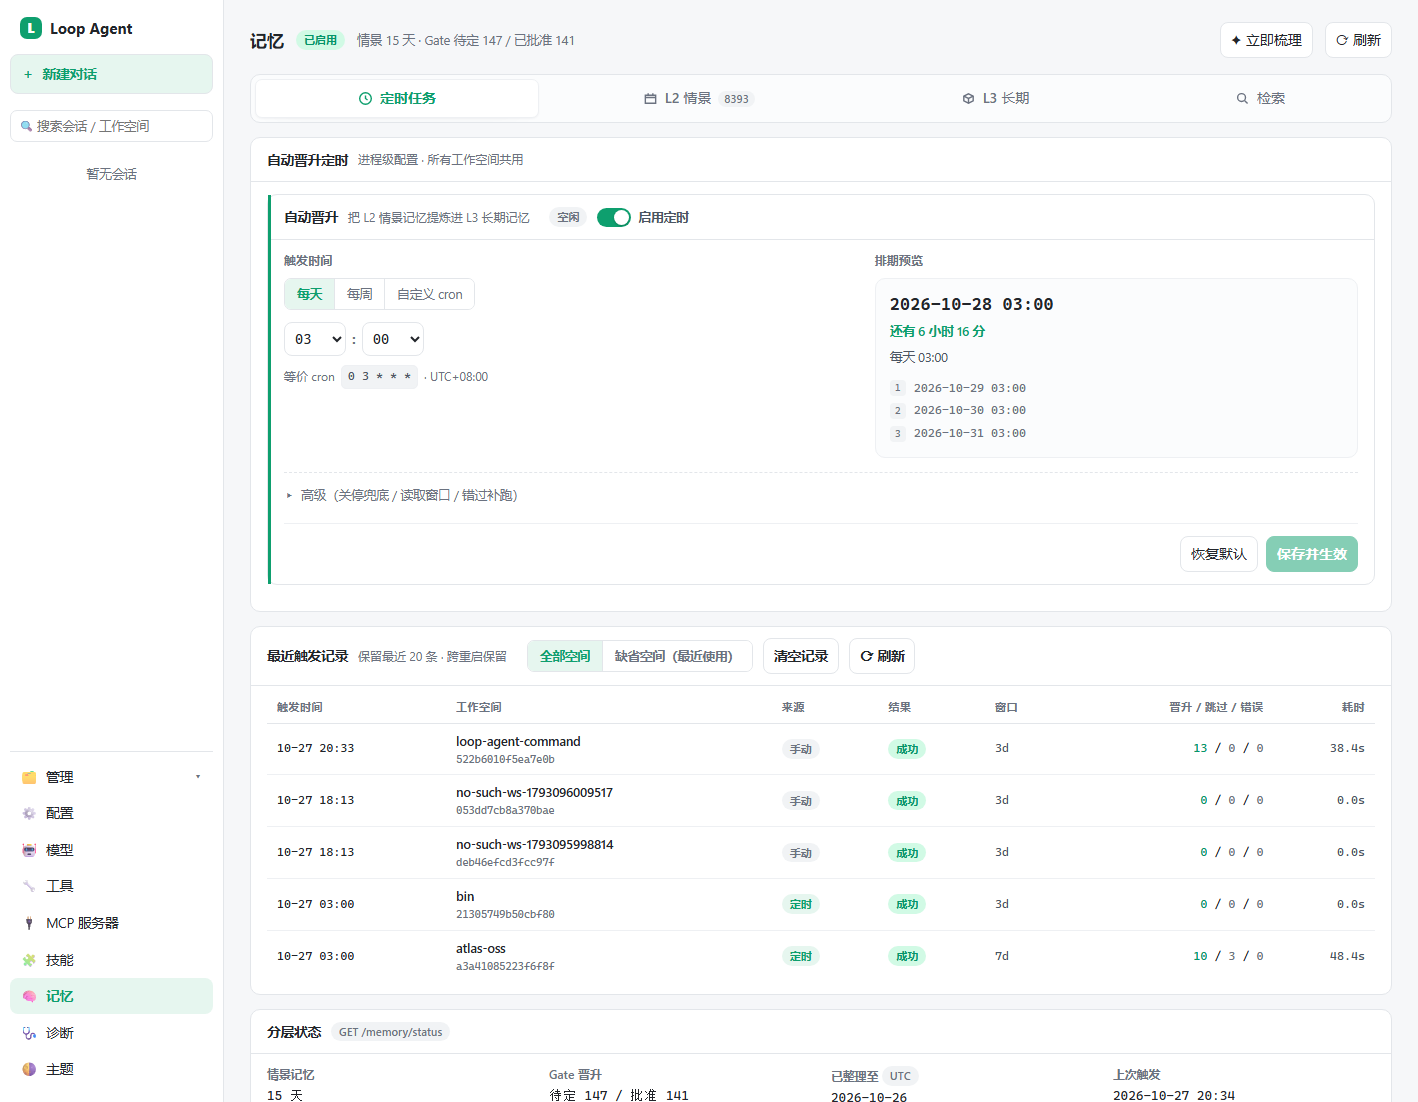 L Loop Agent
+ 新建对话
搜索会话 / 工作空间
暂无会话
管理
配置
模型
工具
MCP 服务器
技能
记忆
诊断
主题
记忆 已启用 情景 15 天 · Gate 待定 147 / 已批准 141
✦ 立即梳理 刷新
定时任务 L2 情景 8393 L3 长期 检索
自动晋升定时 进程级配置 · 所有工作空间共用
自动晋升 把 L2 情景记忆提炼进 L3 长期记忆 空闲 启用定时
触发时间
每天 每周 自定义 cron
03 : 00
等价 cron 0 3 * * * · UTC+08:00
排期预览
2026-10-28 03:00
还有 6 小时 16 分
每天 03:00
1 2026-10-29 03:00
2 2026-10-30 03:00
3 2026-10-31 03:00
▸ 高级（关停兜底 / 读取窗口 / 错过补跑）
恢复默认 保存并生效
最近触发记录 保留最近 20 条 · 跨重启保留 全部空间 缺省空间（最近使用） 清空记录 刷新
触发时间 工作空间 来源 结果 窗口 晋升 / 跳过 / 错误 耗时
10-27 20:33 loop-agent-command 手动 成功 3d 13 / 0 / 0 38.4s
522b6010f5ea7e0b
10-27 18:13 no-such-ws-1793096009517 手动 成功 3d 0 / 0 / 0 0.0s
053dd7cb8a370bae
10-27 18:13 no-such-ws-1793095998814 手动 成功 3d 0 / 0 / 0 0.0s
deb46efcd3fcc97f
10-27 03:00 bin 定时 成功 3d 0 / 0 / 0 0.0s
21305749b50cbf80
10-27 03:00 atlas-oss 定时 成功 7d 10 / 3 / 0 48.4s
a3a41085223f6f8f
分层状态 GET /memory/status
情景记忆 Gate 晋升 已整理至 UTC 上次触发
15 天 待定 147 / 批准 141 2026-10-26 2026-10-27 20:34